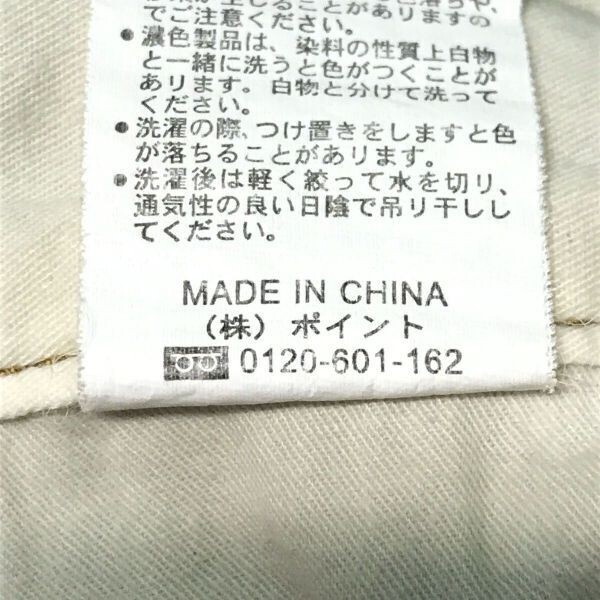 でご注意ください。
●濃色製品は、染料の性質上白物
と一緒に洗うと色がつくことが
あります。白物と分けて洗って
ください。
●洗濯の際、つけ置きをしますと色
が落ちることがあります。
●洗濯後は軽く絞って水を切り、
通気性の良い日陰で吊り干しし
てください。
MADE IN CHINA
(株)ポイント
0120-601-162